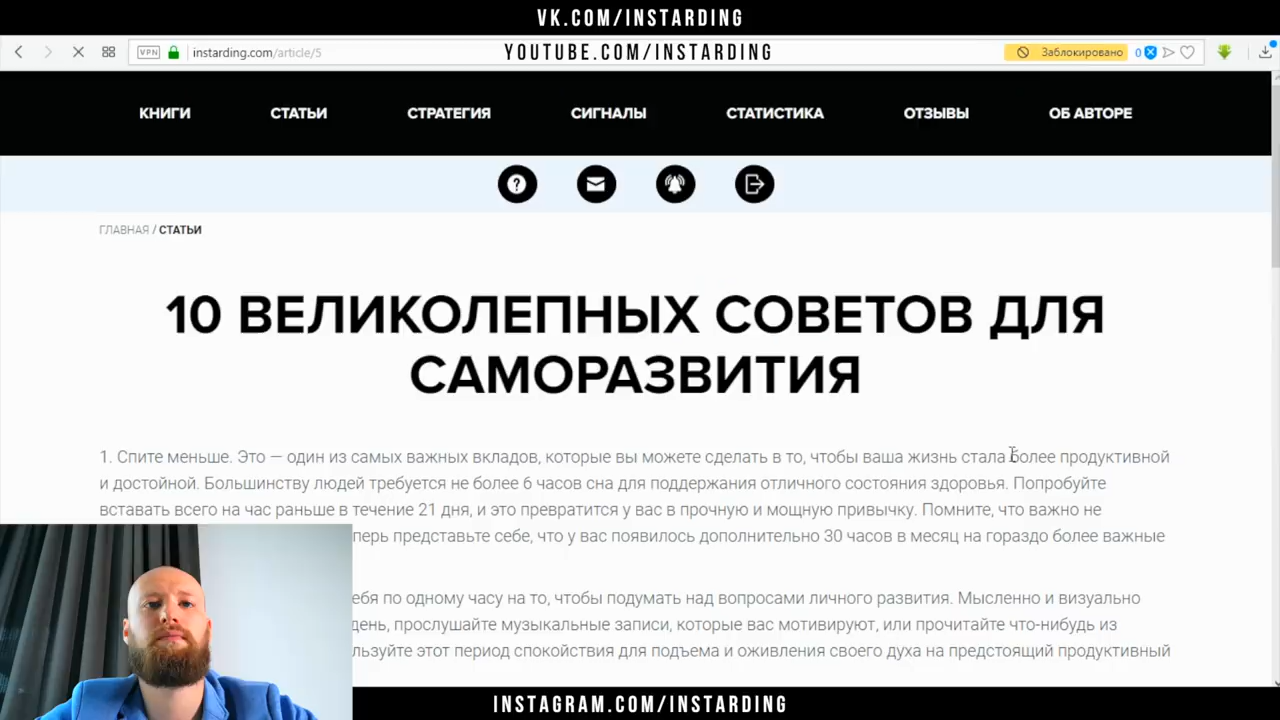 VK.COM/INSTARDING
VPN instarding.com/article/5 YOUTUBE.COM/INSTARDING Заблокировано 0
КНИГИ СТАТЬИ СТРАТЕГИЯ СИГНАЛЫ СТАТИСТИКА ОТЗЫВЫ ОБ АВТОРЕ
ГЛАВНАЯ / СТАТЬИ
10 ВЕЛИКОЛЕПНЫХ СОВЕТОВ ДЛЯ
САМОРАЗВИТИЯ
1. Спите меньше. Это — один из самых важных вкладов, которые вы можете сделать в то, чтобы ваша жизнь стала более продуктивной
и достойной. Большинству людей требуется не более 6 часов сна для поддержания отличного состояния здоровья. Попробуйте
вставать всего на час раньше в течение 21 дня, и это превратится у вас в прочную и мощную привычку. Помните, что важно не
перь представьте себе, что у вас появилось дополнительно 30 часов в месяц на гораздо более важные
ебя по одному часу на то, чтобы подумать над вопросами личного развития. Мысленно и визуально
день, прослушайте музыкальные записи, которые вас мотивируют, или прочитайте что-нибудь из
льзуйте этот период спокойствия для подъема и оживления своего духа на предстоящий продуктивный
INSTAGRAM.COM/INSTARDING